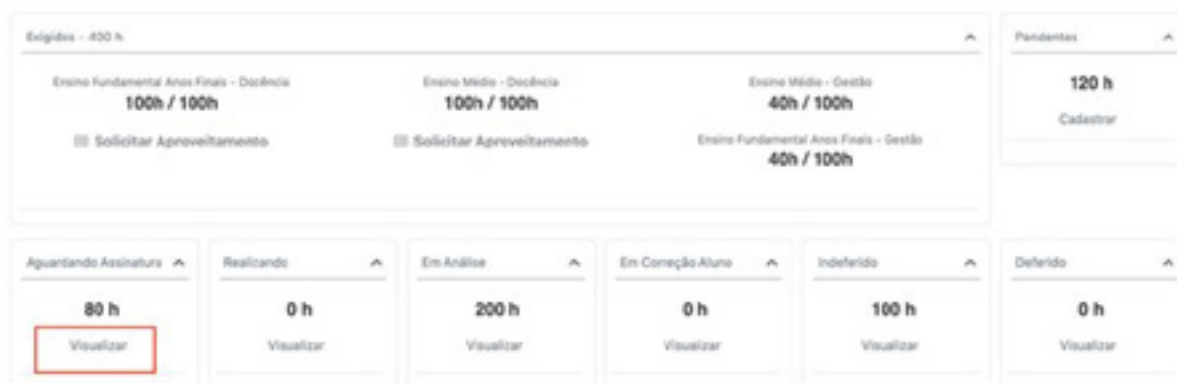 Exigidos - 400 h
Ensino Fundamental Anos Finais - Docência
100h / 100h
Solicitar Aproveitamento
Ensino Médio - Docência
100h / 100h
Solicitar Aproveitamento
Ensino Médio - Gestão
40h / 100h
Ensino Fundamental Anos Finais - Gestão
40h / 100h
Pendentes
120 h
Cadastrar
Aguardando Assinatura
80 h
Visualizar
Realizando
0 h
Visualizar
Em Análise
200 h
Visualizar
Em Correção Aluno
0 h
Visualizar
Indeferido
100 h
Visualizar
Deferido
0 h
Visualizar